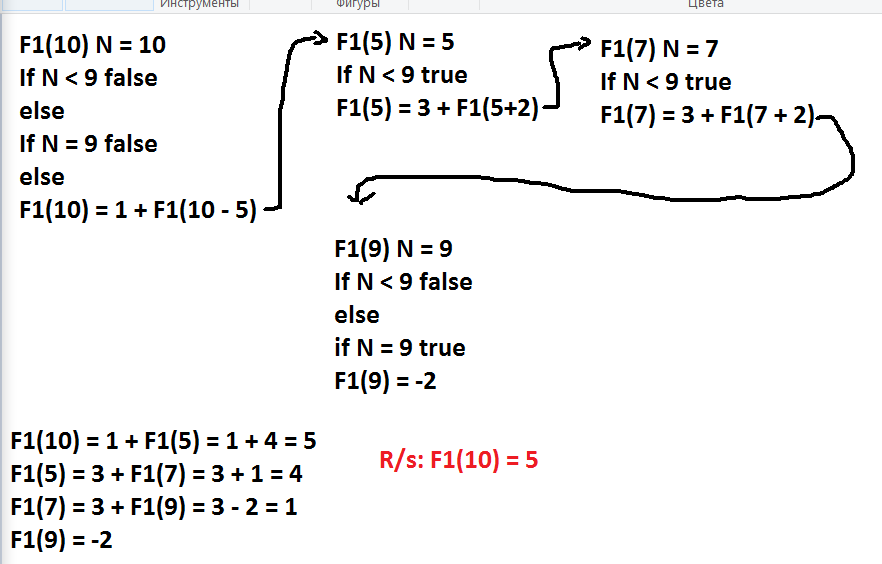 Инструменты
Фигуры
Цвета
F1(10) N = 10
If N < 9 false
else
If N = 9 false
else
F1(10) = 1 + F1(10 - 5)
F1(5) N = 5
If N < 9 true
F1(5) = 3 + F1(5+2)
F1(7) N = 7
If N < 9 true
F1(7) = 3 + F1(7 + 2)
F1(9) N = 9
If N < 9 false
else
if N = 9 true
F1(9) = -2
F1(10) = 1 + F1(5) = 1 + 4 = 5
F1(5) = 3 + F1(7) = 3 + 1 = 4
F1(7) = 3 + F1(9) = 3 - 2 = 1
F1(9) = -2
R/s: F1(10) = 5